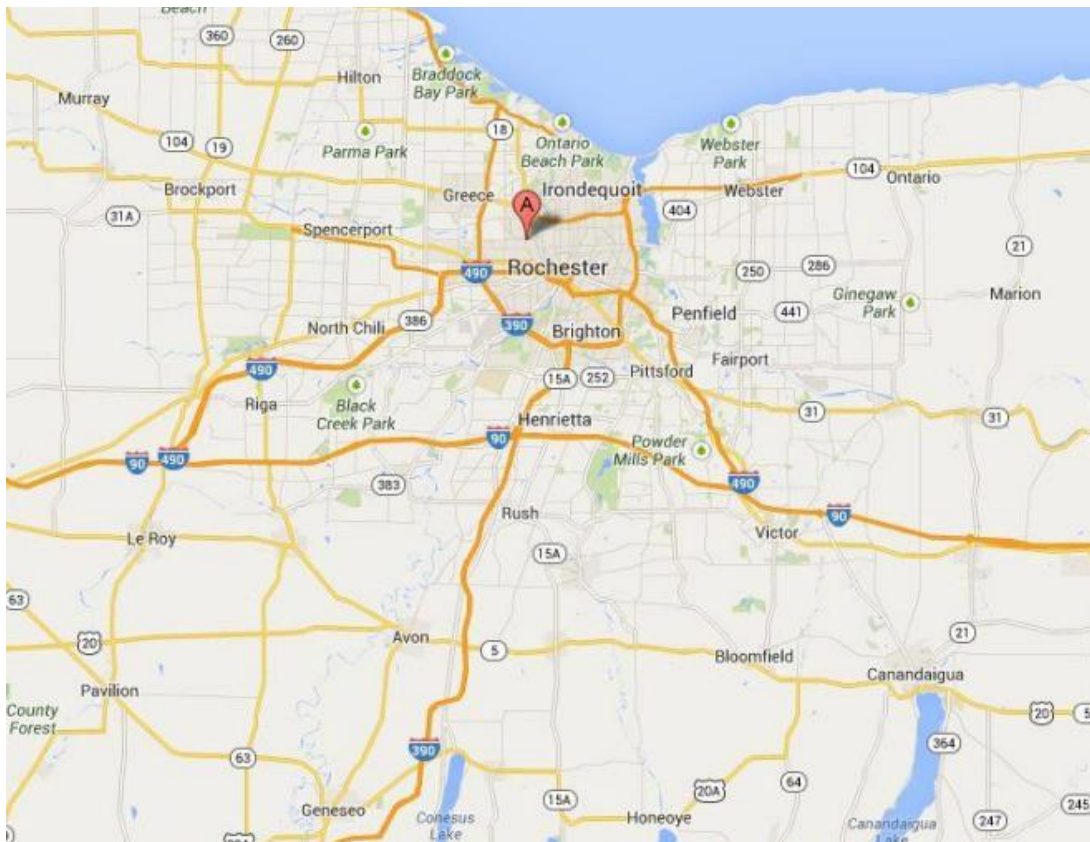 Beach
360
260
Hilton
Braddock
Bay Park
Murray
18
104
19
Parma Park
Ontario
Beach Park
Webster
Park
Brockport
Greece
Irondequoit
Webster
104
Ontario
A
31A
404
Spencerport
21
490
Rochester
250
286
Marion
Ginegaw
Park
386
North Chili
390
Brighton
Penfield
441
490
Fairport
15A
252
Pittsford
Riga
Black
Creek Park
31
31
Henrietta
90
Powder
Mills Park
90
490
383
490
Rush
90
Victor
Le Roy
15A
63
20
Avon
5
21
Bloomfield
Canandaigua
Pavilion
County
Forest
20
5
390
364
63
64
20A
Geneseo
Conesus
Lake
15A
Honeoye
Canandaigua
Lake
247
245
20A